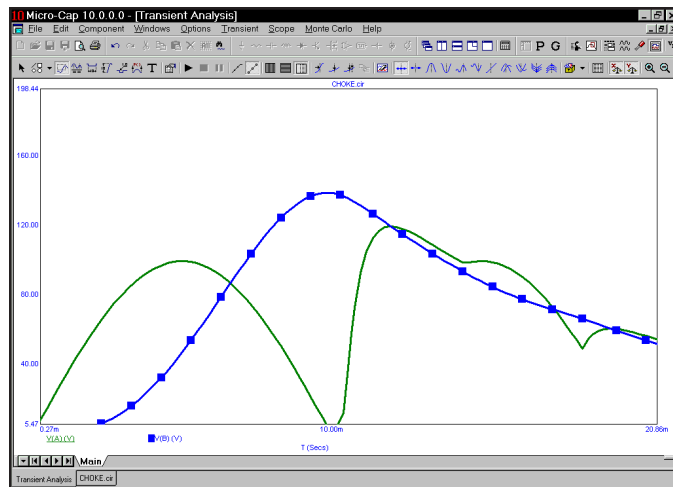 10 Micro-Cap 10.0.0.0 - [Transient Analysis]
File Edit Component Windows Options Transient Scope Monte Carlo Help
P G
T
CHOKE.cir
198.44
160.00
120.00
80.00
40.00
5.47
0.27m 10.00m 20.86m
V(A) (V) V(B) (V)
T (Secs)
Main
Transient Analysis CHOKE.cir